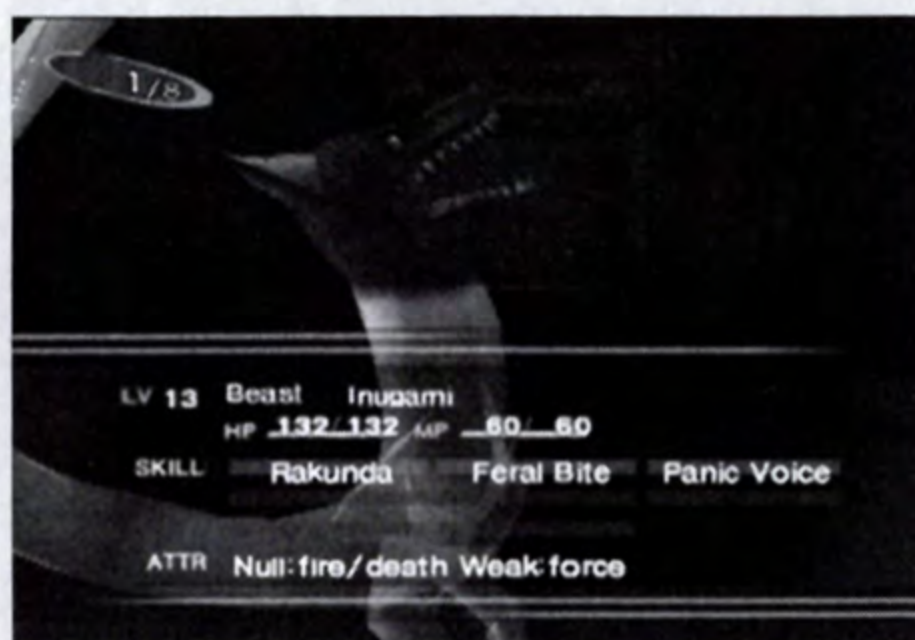 1/8
LV 13 Beast Inugami
HP 132/132 MP 60/60
SKILL Rakunda Feral Bite Panic Voice
ATTR Null:fire/death Weak:force